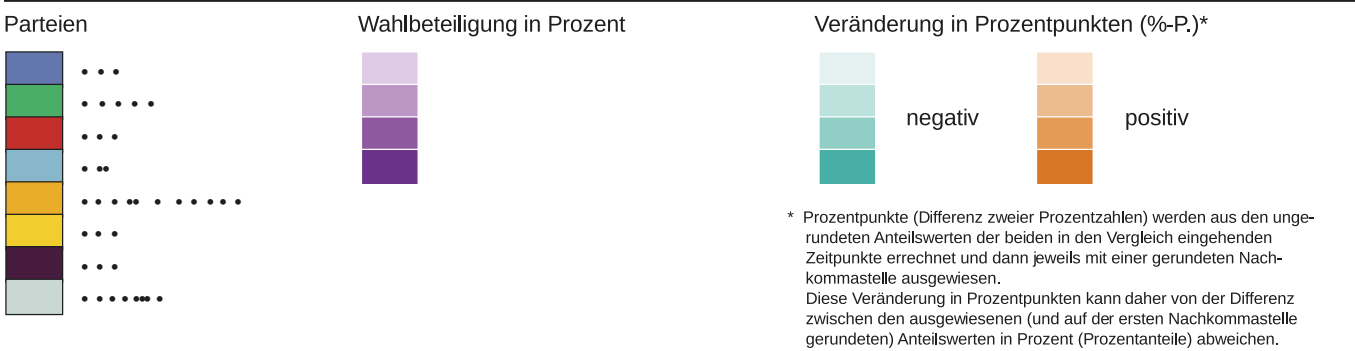 Parteien
Wahlbeteiligung in Prozent
Veränderung in Prozentpunkten (%-P.)*
negativ
positiv
* Prozentpunkte (Differenz zweier Prozentzahlen) werden aus den unge-
rundeten Anteilswerten der beiden in den Vergleich eingehenden
Zeitpunkte errechnet und dann jeweils mit einer gerundeten Nach-
kommastelle ausgewiesen.
Diese Veränderung in Prozentpunkten kann daher von der Differenz
zwischen den ausgewiesenen (und auf der ersten Nachkommastelle
gerundeten) Anteilswerten in Prozent (Prozentanteile) abweichen.